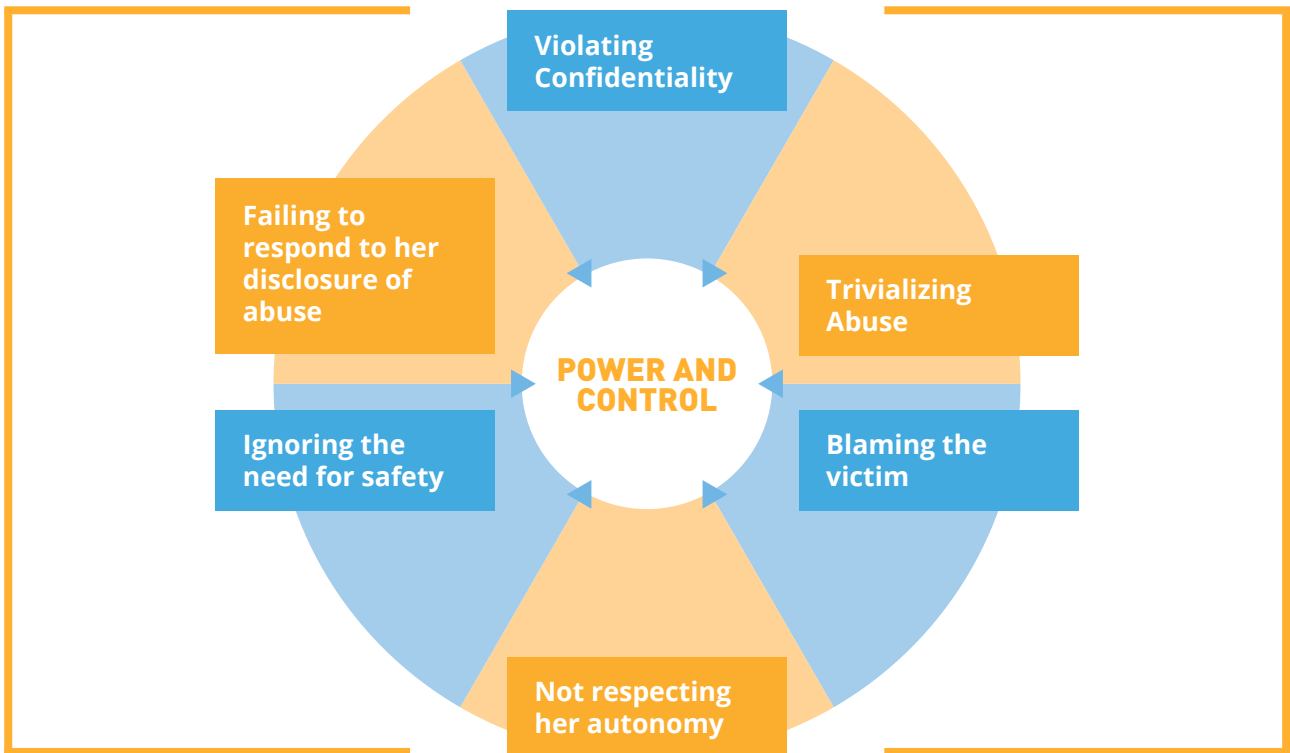 Violating
Confidentiality
Failing to
respond to her
disclosure of
abuse
Trivializing
Abuse
POWER AND
CONTROL
Ignoring the
need for safety
Blaming the
victim
Not respecting
her autonomy